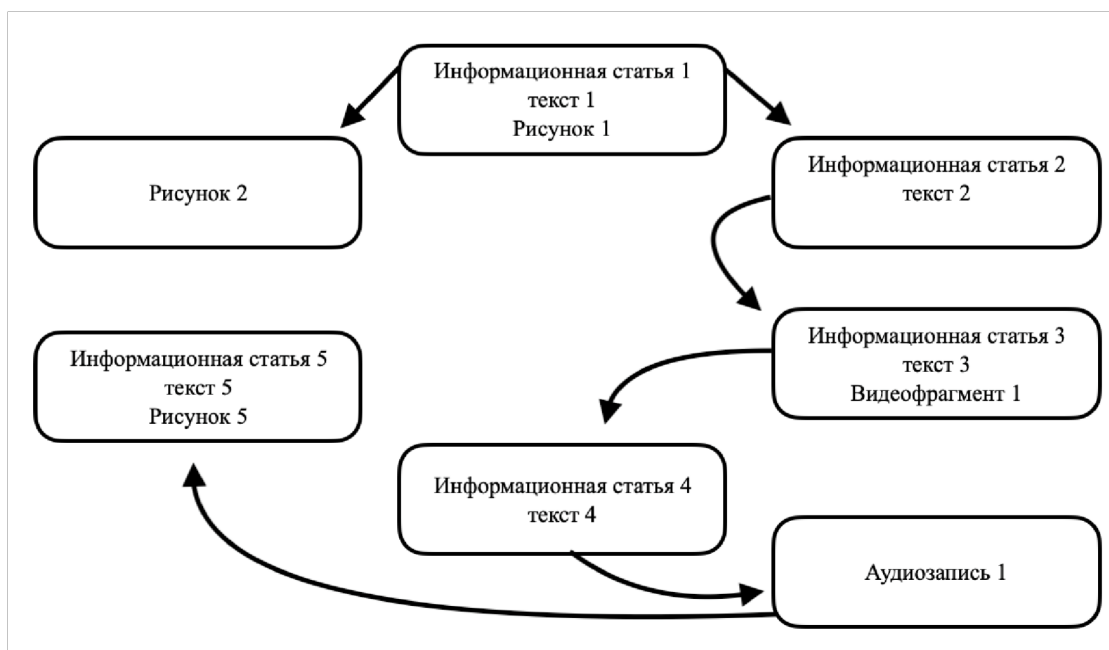 Информационная статья 1
текст 1
Рисунок 1
Рисунок 2
Информационная статья 2
текст 2
Информационная статья 3
текст 3
Видеофрагмент 1
Информационная статья 5
текст 5
Рисунок 5
Информационная статья 4
текст 4
Аудиозапись 1